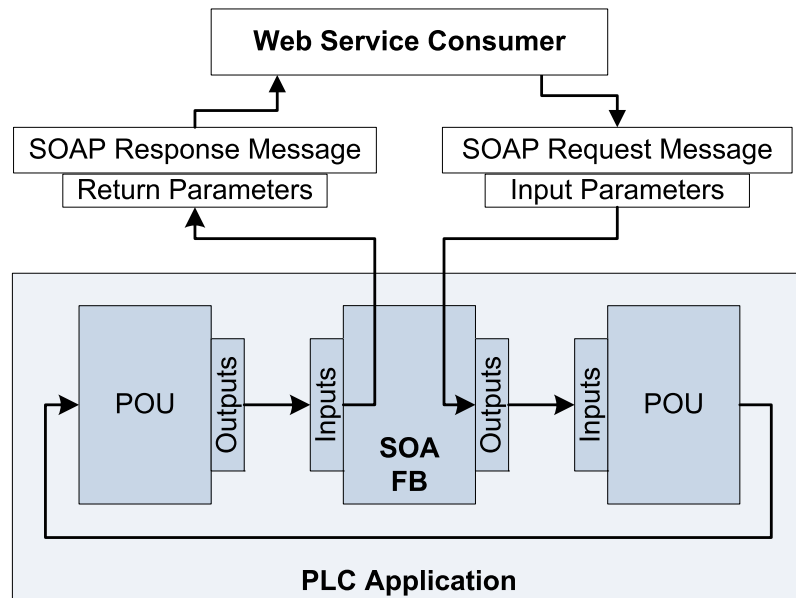 Web Service Consumer
SOAP Response Message
Return Parameters
SOAP Request Message
Input Parameters
POU
Outputs
Inputs
SOA
FB
Outputs
Inputs
POU
PLC Application